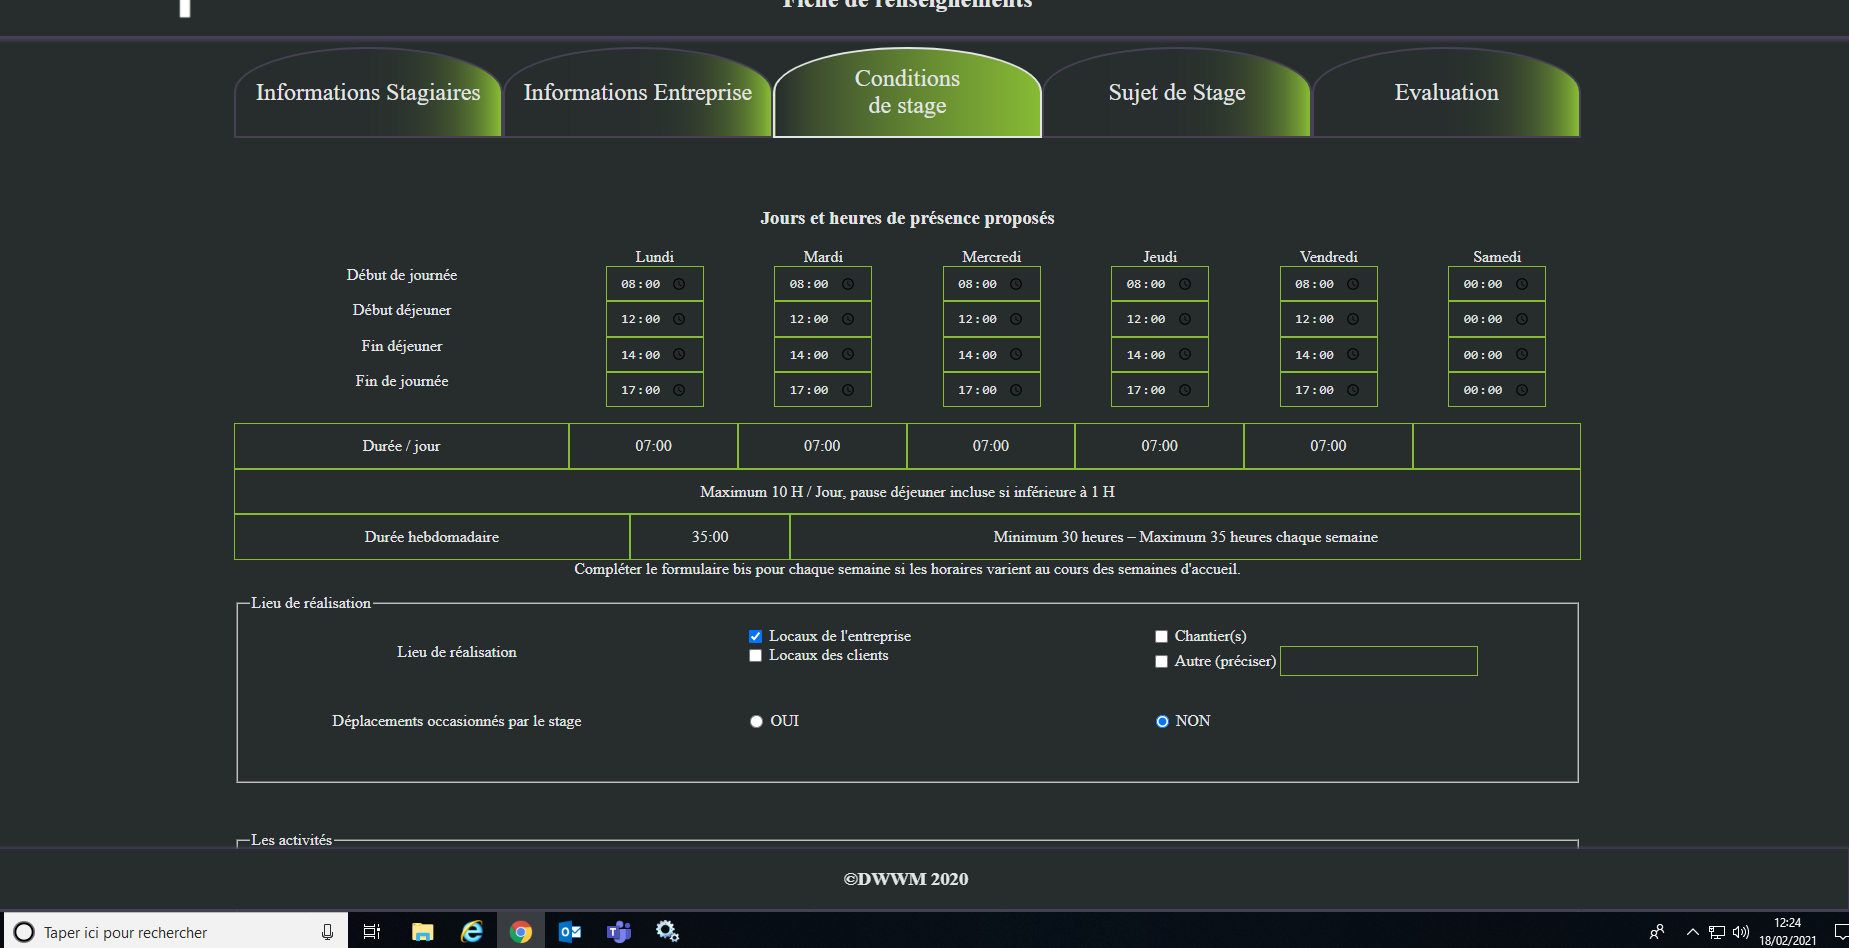 Fiche de renseignements
Informations Stagiaires
Informations Entreprise
Conditions
de stage
Sujet de Stage
Evaluation
Jours et heures de présence proposés
Lundi Mardi Mercredi Jeudi Vendredi Samedi
Début de journée 08:00 08:00 08:00 08:00 08:00 00:00
Début déjeuner 12:00 12:00 12:00 12:00 12:00 00:00
Fin déjeuner 14:00 14:00 14:00 14:00 14:00 00:00
Fin de journée 17:00 17:00 17:00 17:00 17:00 00:00
Durée / jour 07:00 07:00 07:00 07:00 07:00
Maximum 10 H / Jour, pause déjeuner incluse si inférieure à 1 H
Durée hebdomadaire 35:00 Minimum 30 heures – Maximum 35 heures chaque semaine
Compléter le formulaire bis pour chaque semaine si les horaires varient au cours des semaines d'accueil.
Lieu de réalisation
Lieu de réalisation
Locaux de l'entreprise
Locaux des clients
Chantier(s)
Autre (préciser)
Déplacements occasionnés par le stage OUI NON
Les activités
©DWWM 2020
Taper ici pour rechercher
12:24
18/02/2021